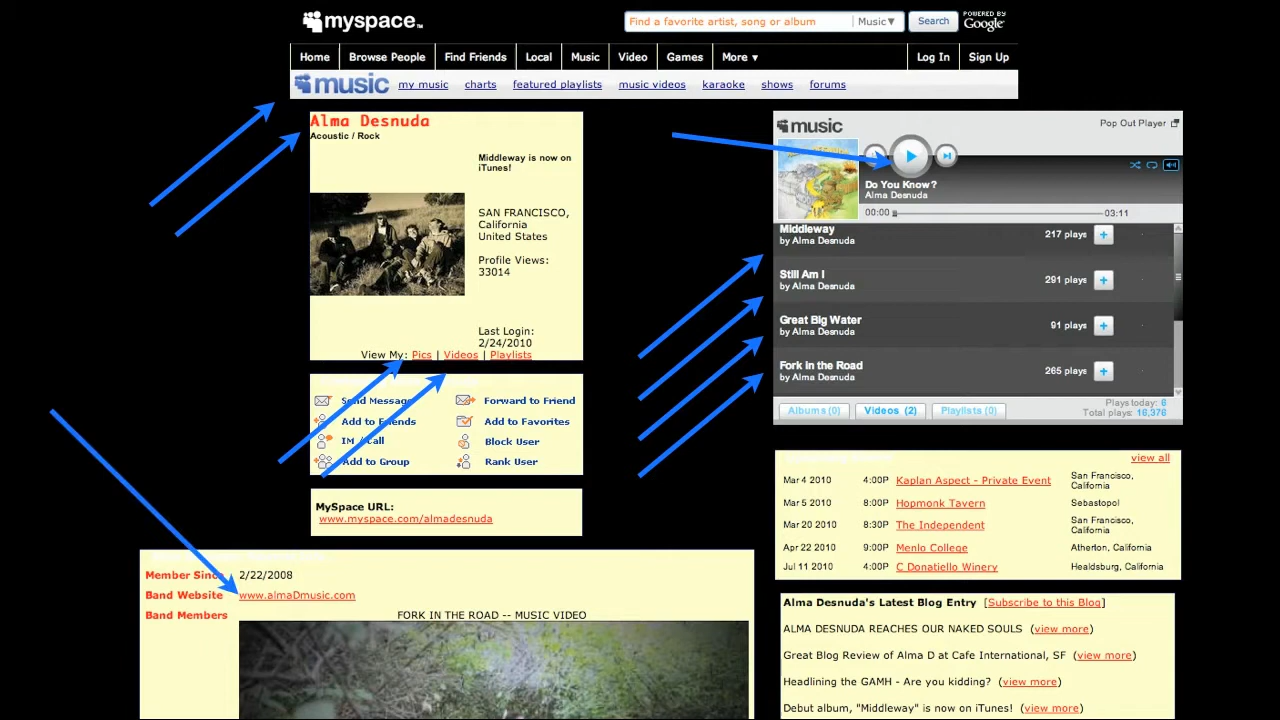 myspace™
Find a favorite artist, song or album
Music▼
Search
POWERED BY Google
Home
Browse People
Find Friends
Local
Music
Video
Games
More ▼
Log In
Sign Up
music
my music
charts
featured playlists
music videos
karaoke
shows
forums
Alma Desnuda
Acoustic / Rock
Middleway is now on
iTunes!
SAN FRANCISCO,
California
United States
Profile Views:
33014
Last Login:
2/24/2010
View My: Pics | Videos | Playlists
Send Message
Forward to Friend
Add to Friends
Add to Favorites
IM / Call
Block User
Add to Group
Rank User
MySpace URL:
www.myspace.com/almadesnuda
Member Since 2/22/2008
Band Website www.almaDmusic.com
Band Members
FORK IN THE ROAD -- MUSIC VIDEO
music
Pop Out Player
Do You Know?
Alma Desnuda
00:00
03:11
Middleway
by Alma Desnuda
217 plays
+
Still Am I
by Alma Desnuda
291 plays
+
Great Big Water
by Alma Desnuda
91 plays
+
Fork in the Road
by Alma Desnuda
265 plays
+
Albums (0)
Videos (2)
Playlists (0)
Plays today: 6
Total plays: 16,376
view all
Mar 4 2010 4:00P Kaplan Aspect - Private Event San Francisco, California
Mar 5 2010 8:00P Hopmonk Tavern Sebastopol
Mar 20 2010 8:30P The Independent San Francisco, California
Apr 22 2010 9:00P Menlo College Atherton, California
Jul 11 2010 4:00P C Donatiello Winery Healdsburg, California
Alma Desnuda's Latest Blog Entry [Subscribe to this Blog]
ALMA DESNUDA REACHES OUR NAKED SOULS (view more)
Great Blog Review of Alma D at Cafe International, SF (view more)
Headlining the GAMH - Are you kidding? (view more)
Debut album, "Middleway" is now on iTunes! (view more)